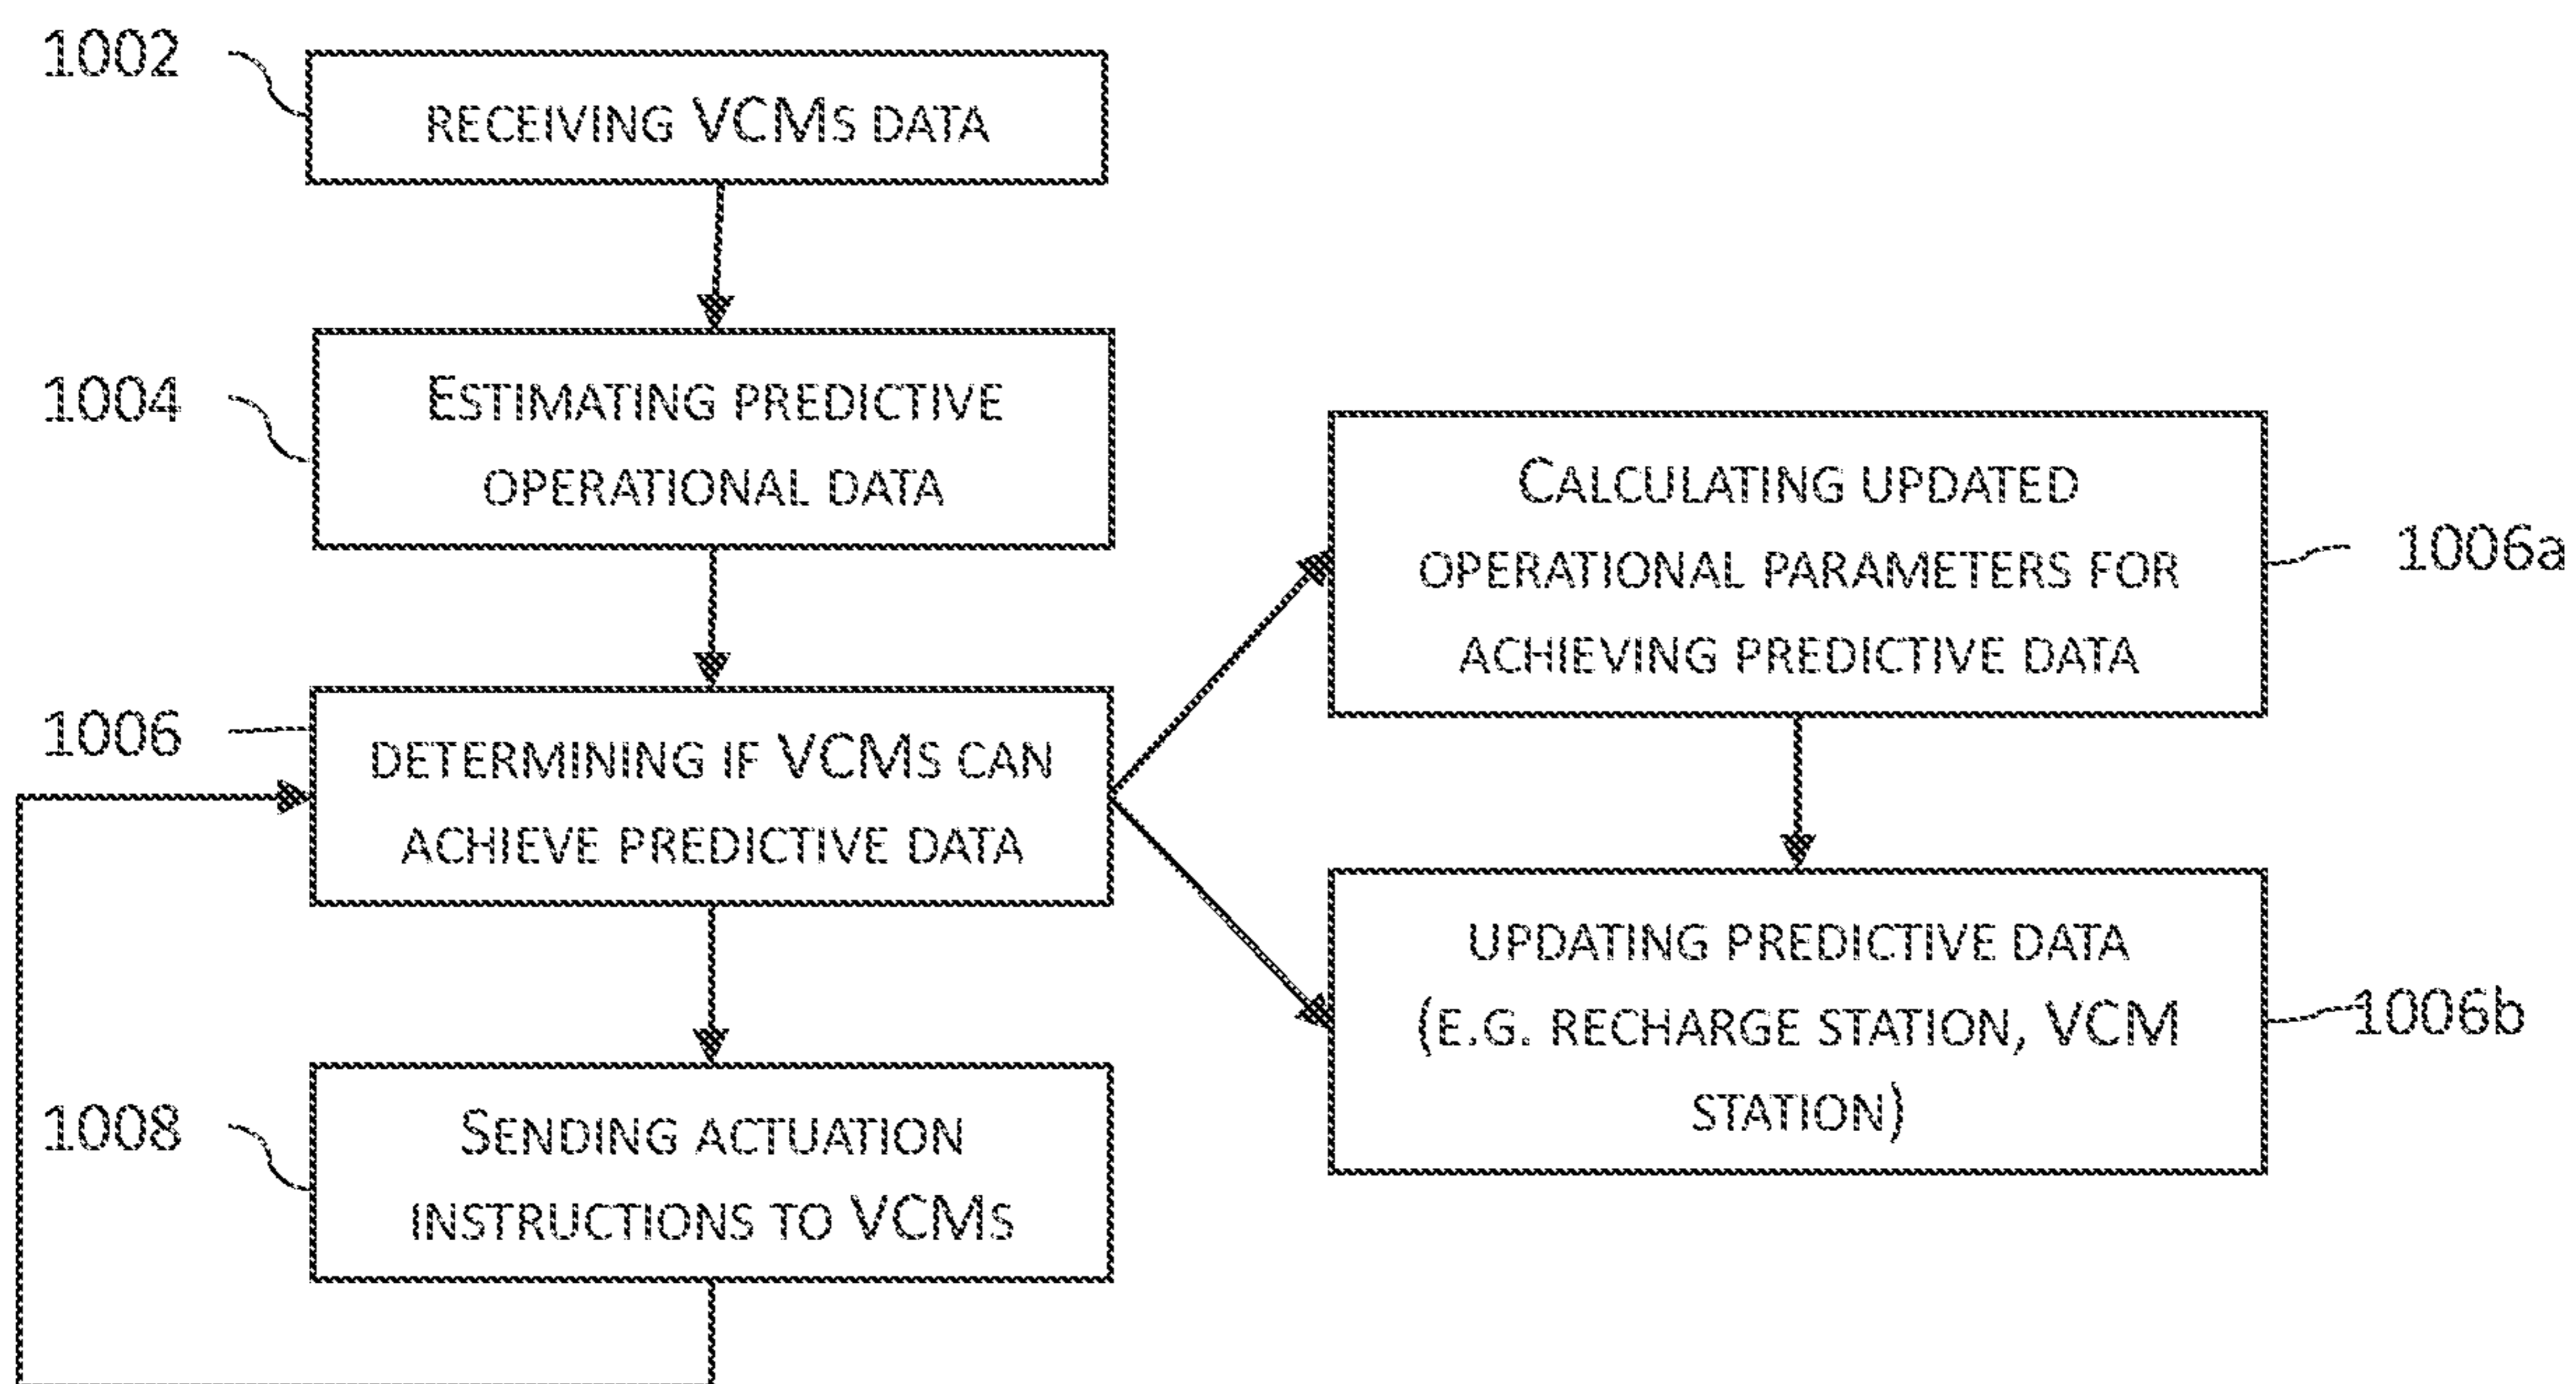 1002
RECEIVING VCMS DATA
1004
ESTIMATING PREDICTIVE
OPERATIONAL DATA
1006
DETERMINING IF VCMS CAN
ACHIEVE PREDICTIVE DATA
1008
SENDING ACTUATION
INSTRUCTIONS TO VCMS
CALCULATING UPDATED
OPERATIONAL PARAMETERS FOR
ACHIEVING PREDICTIVE DATA
1006a
UPDATING PREDICTIVE DATA
(E.G. RECHARGE STATION, VCM
STATION)
1006b